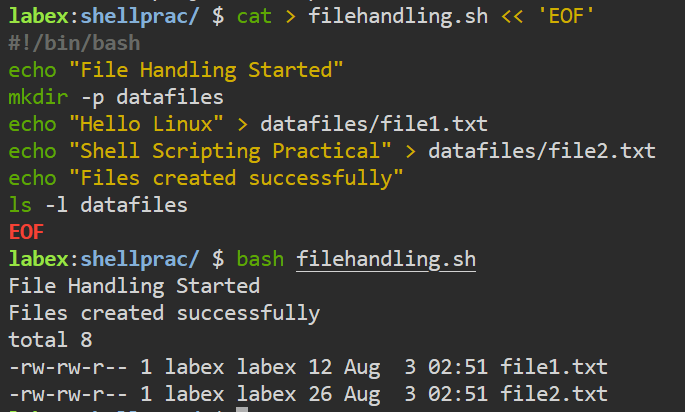 labex:shellprac/ $ cat > filehandling.sh << 'EOF'
#!/bin/bash
echo "File Handling Started"
mkdir -p datafiles
echo "Hello Linux" > datafiles/file1.txt
echo "Shell Scripting Practical" > datafiles/file2.txt
echo "Files created successfully"
ls -l datafiles
EOF
labex:shellprac/ $ bash filehandling.sh
File Handling Started
Files created successfully
total 8
-rw-rw-r-- 1 labex labex 12 Aug  3 02:51 file1.txt
-rw-rw-r-- 1 labex labex 26 Aug  3 02:51 file2.txt